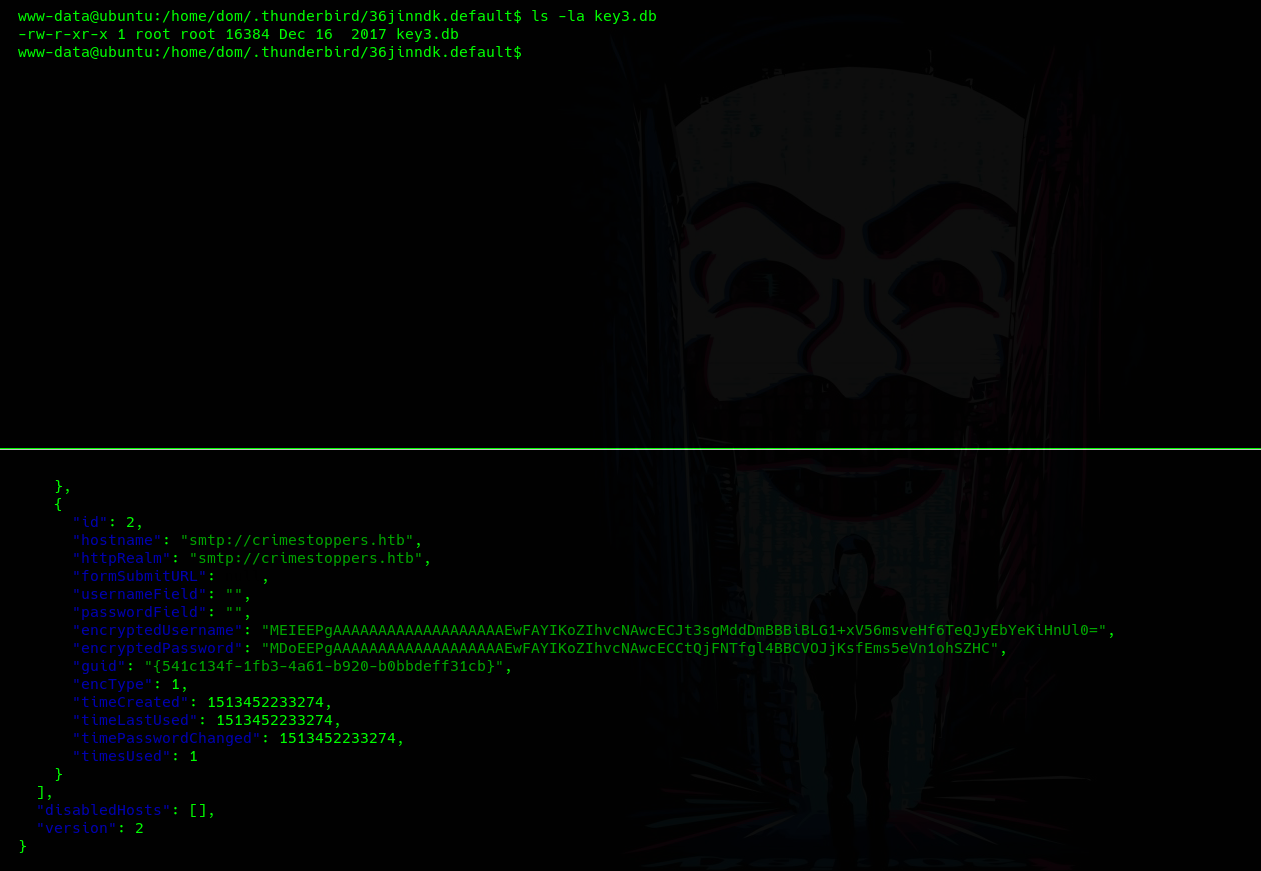 www-data@ubuntu:/home/dom/.thunderbird/36jinndk.default$ ls -la key3.db
-rw-r-xr-x 1 root root 16384 Dec 16  2017 key3.db
www-data@ubuntu:/home/dom/.thunderbird/36jinndk.default$
},
{
"id": 2,
"hostname": "smtp://crimestoppers.htb",
"httpRealm": "smtp://crimestoppers.htb",
"formSubmitURL":     ,
"usernameField": "",
"passwordField": "",
"encryptedUsername": "MEIEEPgAAAAAAAAAAAAAAAAAAAEwFAYIKoZIhvcNAwcECJt3sgMddDmBBBiBLG1+xV56msveHf6TeQJyEbYeKiHnUl0=",
"encryptedPassword": "MDoEEPgAAAAAAAAAAAAAAAAAAAEwFAYIKoZIhvcNAwcECCtQjFNTfgl4BBCVOJjKsfEms5eVn1ohSZHC",
"guid": "{541c134f-1fb3-4a61-b920-b0bbdeff31cb}",
"encType": 1,
"timeCreated": 1513452233274,
"timeLastUsed": 1513452233274,
"timePasswordChanged": 1513452233274,
"timesUsed": 1
}
],
"disabledHosts": [],
"version": 2
}